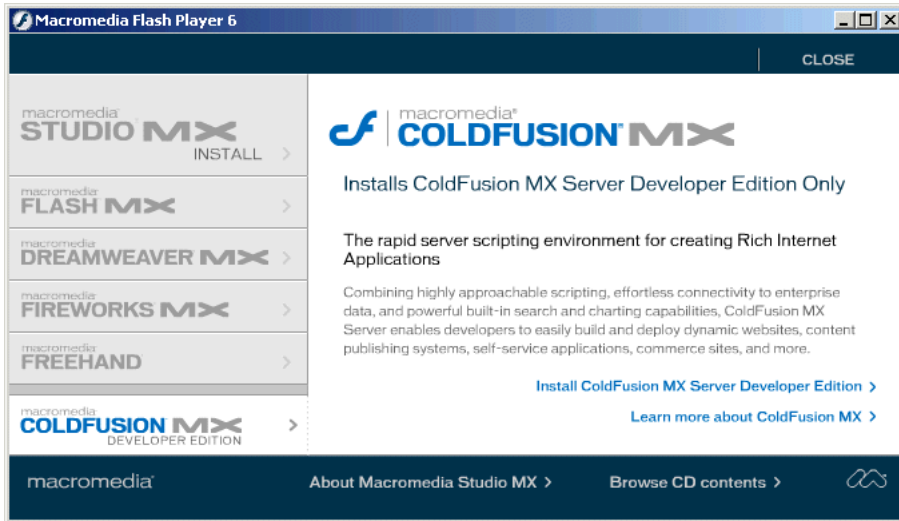 Macromedia Flash Player 6
CLOSE
macromedia
STUDIO MX
INSTALL >
macromedia
FLASH MX >
macromedia
DREAMWEAVER MX >
macromedia
FIREWORKS MX >
macromedia
FREEHAND >
macromedia
COLDFUSION MX >
DEVELOPER EDITION
macromedia®
COLDFUSION MX
Installs ColdFusion MX Server Developer Edition Only
The rapid server scripting environment for creating Rich Internet
Applications
Combining highly approachable scripting, effortless connectivity to enterprise
data, and powerful built-in search and charting capabilities, ColdFusion MX
Server enables developers to easily build and deploy dynamic websites, content
publishing systems, self-service applications, commerce sites, and more.
Install ColdFusion MX Server Developer Edition >
Learn more about ColdFusion MX >
macromedia®
About Macromedia Studio MX >
Browse CD contents >